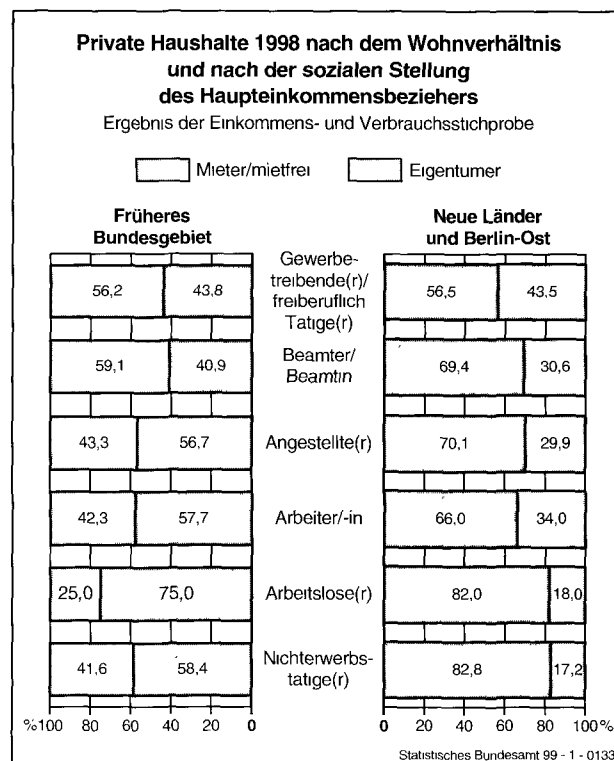 Private Haushalte 1998 nach dem Wohnverhältnis
und nach der sozialen Stellung
des Haupteinkommensbeziehers
Ergebnis der Einkommens- und Verbrauchsstichprobe
Mieter/mietfrei Eigentumer
Früheres
Bundesgebiet
Neue Länder
und Berlin-Ost
Gewerbe-
treibende(r)/
freiberuflich
Tatige(r)
56,2 43,8
56,5 43,5
Beamter/
Beamtin
59,1 40,9
69,4 30,6
43,3 56,7 Angestellte(r) 70,1 29,9
42,3 57,7 Arbeiter/-in 66,0 34,0
25,0 75,0 Arbeitslose(r) 82,0 18,0
Nichterwerbs-
tatige(r)
41,6 58,4
82,8 17,2
%100 80 60 40 20 0 0 20 40 60 80 100%
Statistisches Bundesamt 99 - 1 - 0133